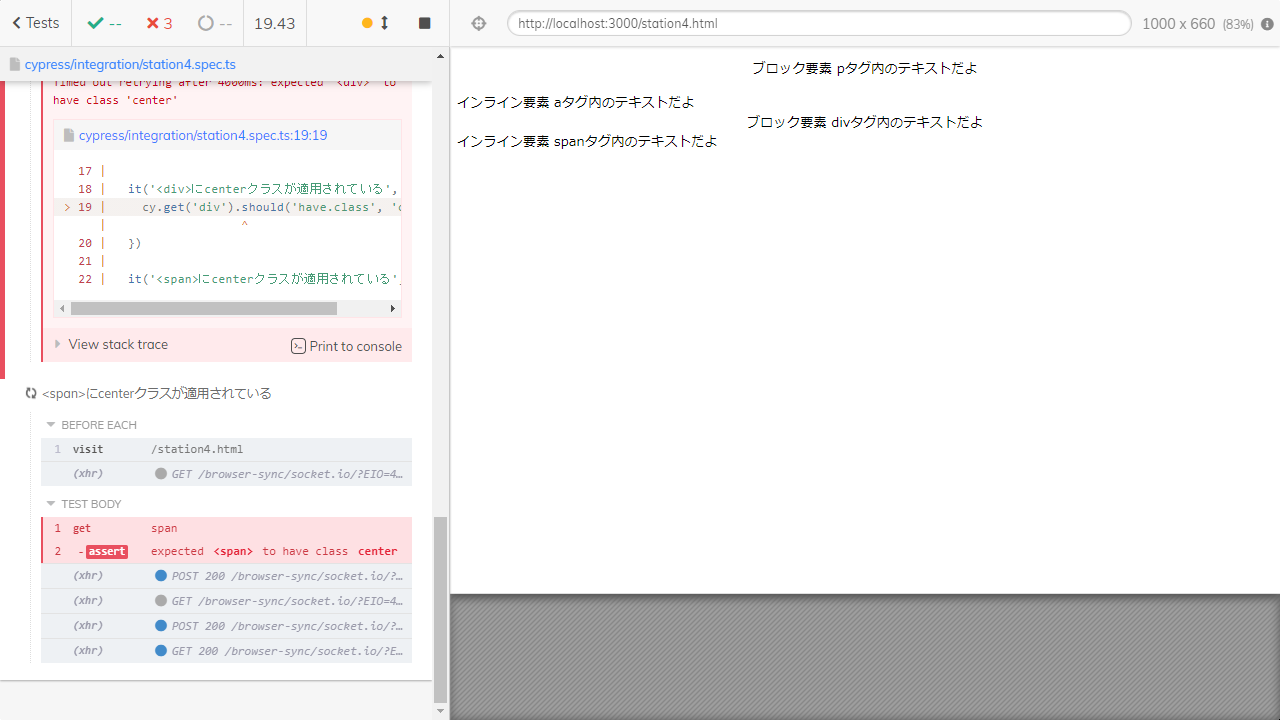 Tests
--
3
--
19.43
http://localhost:3000/station4.html
1000 x 660 (83%)
cypress/integration/station4.spec.ts
Timed out retrying after 4000ms: expected '<div>' to
have class 'center'
cypress/integration/station4.spec.ts:19:19
17 |
18 | it('<div>にcenterクラスが適用されている',
> 19 | cy.get('div').should('have.class', 'c
| ^
20 | })
21 |
22 | it('<span>にcenterクラスが適用されている'
View stack trace
Print to console
<span>にcenterクラスが適用されている
BEFORE EACH
1 visit /station4.html
(xhr) GET /browser-sync/socket.io/?EIO=4…
TEST BODY
1 get span
2 -assert expected <span> to have class center
(xhr) POST 200 /browser-sync/socket.io/?…
(xhr) GET /browser-sync/socket.io/?EIO=4…
(xhr) POST 200 /browser-sync/socket.io/?…
(xhr) GET 200 /browser-sync/socket.io/?E…
ブロック要素 pタグ内のテキストだよ
インライン要素 aタグ内のテキストだよ
ブロック要素 divタグ内のテキストだよ
インライン要素 spanタグ内のテキストだよ